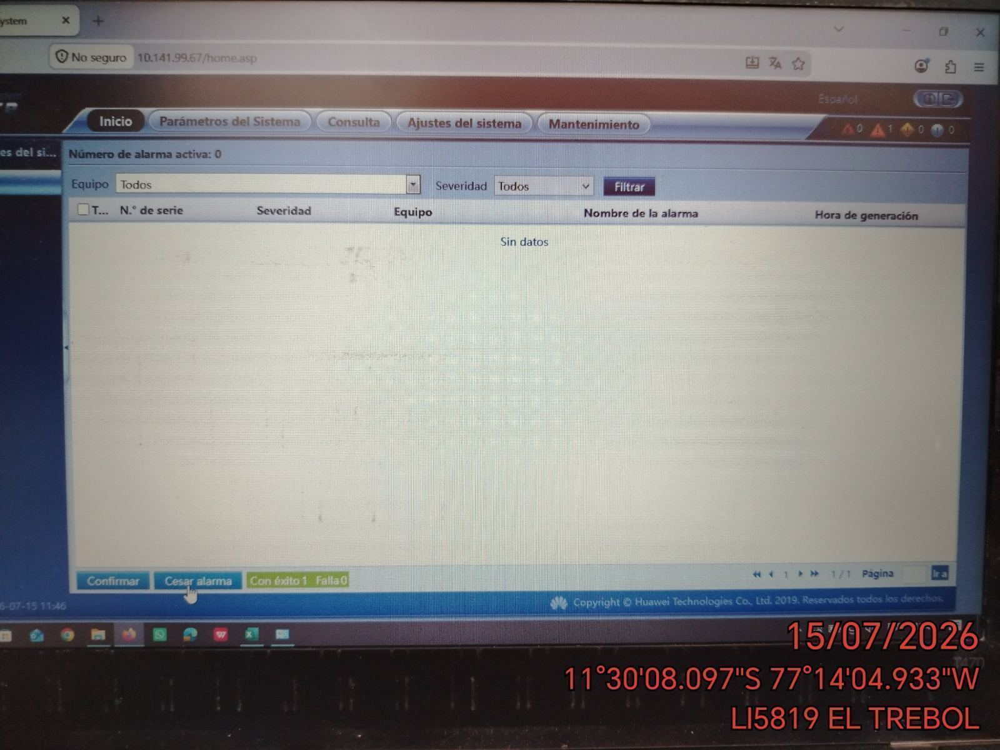 ystem
No seguro 10.141.99.67/home.asp
Español
Inicio Parámetros del Sistema Consulta Ajustes del sistema Mantenimiento
0 1 0 0
es del si...
Número de alarma activa: 0
Equipo Todos Severidad Todos Filtrar
T... N.° de serie Severidad Equipo Nombre de la alarma Hora de generación
Sin datos
Confirmar Cesar alarma Con éxito 1 Falla 0
1 1 / 1 Página Ir a
6-07-15 11:46
Copyright © Huawei Technologies Co., Ltd. 2019. Reservados todos los derechos.
15/07/2026
T470
11°30'08.097"S 77°14'04.933"W
LI5819 EL TREBOL